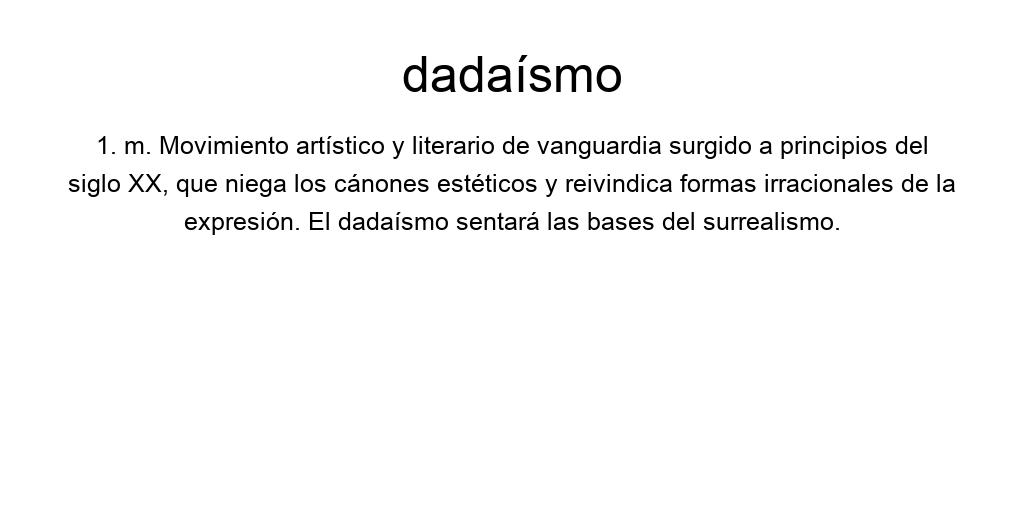 dadaísmo
1. m. Movimiento artístico y literario de vanguardia surgido a principios del
siglo XX, que niega los cánones estéticos y reivindica formas irracionales de la
expresión. El dadaísmo sentará las bases del surrealismo.